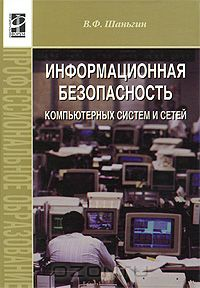 В.Ф. Шаньгин
ИНФОРМАЦИОННАЯ
БЕЗОПАСНОСТЬ
КОМПЬЮТЕРНЫХ СИСТЕМ И СЕТЕЙ
ПРОФЕССИОНАЛЬНОЕ ОБРАЗОВАНИЕ